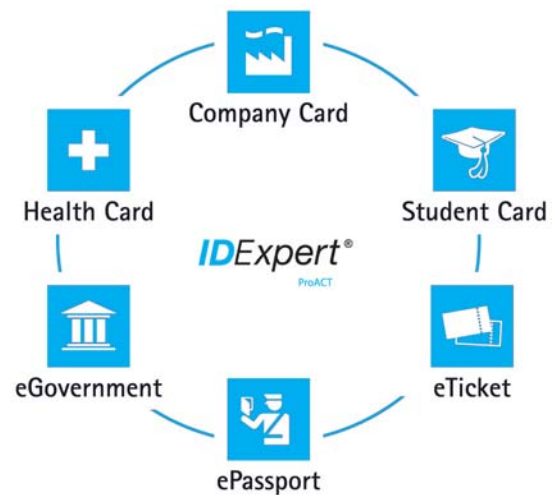 Company Card
Health Card
Student Card
IDExpert®
ProACT
eGovernment
eTicket
ePassport